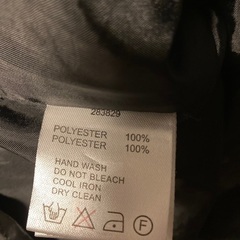 283829
POLYESTER 100%
POLYESTER 100%
HAND WASH
DO NOT BLEACH
COOL IRON
DRY CLEAN
F